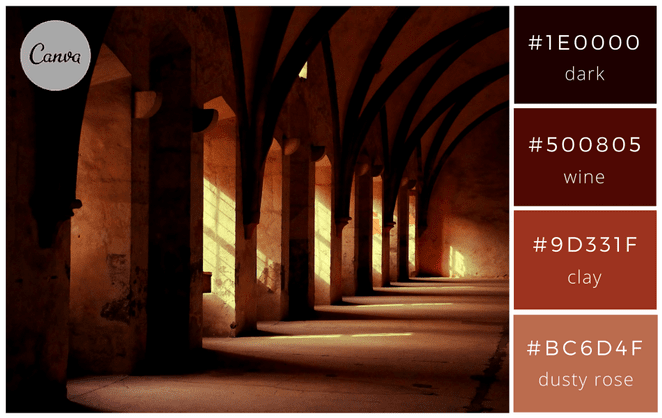 Canva
#1E0000
dark
#500805
wine
#9D331F
clay
#BC6D4F
dusty rose